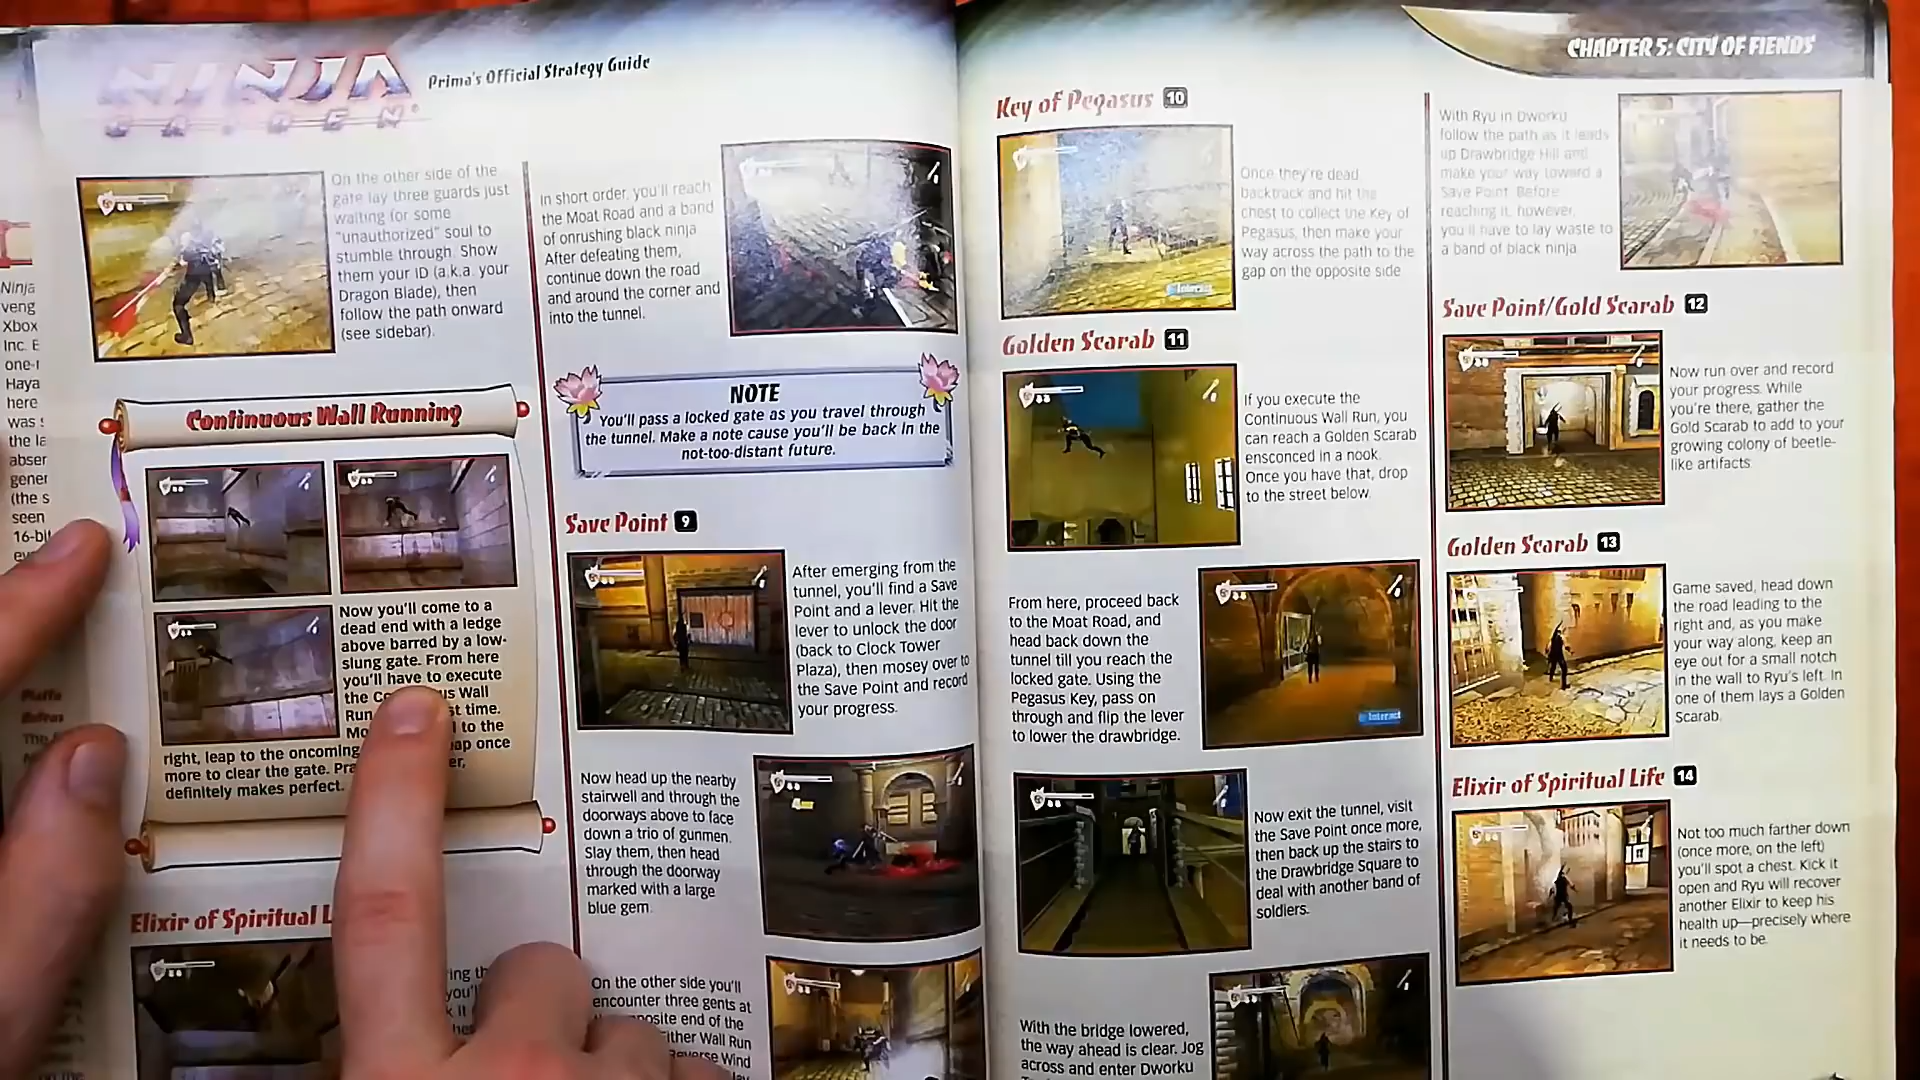 NINJA
GAIDEN
Prima's Official Strategy Guide
On the other side of the
gate lay three guards just
waiting for some
"unauthorized" soul to
stumble through. Show
them your ID (a.k.a. your
Dragon Blade), then
follow the path onward
(see sidebar).
Continuous Wall Running
Now you'll come to a
dead end with a ledge
above barred by a low-
slung gate. From here
you'll have to execute
the us Wall
Run time.
to the
right, leap to the oncoming once
more to clear the gate.
definitely makes perfect.
Elixir of Spiritual
In short order, you'll reach
the Moat Road and a band
of onrushing black ninja
After defeating them,
continue down the road
and around the corner and
into the tunnel.
NOTE
You'll pass a locked gate as you travel through
the tunnel. Make a note cause you'll be back in the
not-too-distant future.
Save Point 9
After emerging from the
tunnel, you'll find a Save
Point and a lever. Hit the
lever to unlock the door
(back to Clock Tower
Plaza), then mosey over to
the Save Point and record
your progress.
Now head up the nearby
stairwell and through the
doorways above to face
down a trio of gunmen.
Slay them, then head
through the doorway
marked with a large
blue gem.
On the other side you'll
encounter three gents at
end of the
Wall Run
Reverse Wind
CHAPTER 5: CITY OF FIENDS
Key of Pegasus 10
Once they're dead
backtrack and hit the
chest to collect the Key of
Pegasus, then make your
way across the path to the
gap on the opposite side
Interact
Golden Scarab 11
If you execute the
Continuous Wall Run, you
can reach a Golden Scarab
ensconced in a nook.
Once you have that, drop
to the street below.
From here, proceed back
to the Moat Road, and
head back down the
tunnel till you reach the
locked gate. Using the
Pegasus Key, pass on
through and flip the lever
to lower the drawbridge.
Interact
Now exit the tunnel, visit
the Save Point once more,
then back up the stairs to
the Drawbridge Square to
deal with another band of
soldiers.
With the bridge lowered,
the way ahead is clear. Jog
across and enter Dworku
With Ryu in Dworku
follow the path as it leads
up Drawbridge Hill and
make your way toward a
Save Point. Before
reaching it, however,
you'll have to lay waste to
a band of black ninja
Save Point/Gold Scarab 12
Now run over and record
your progress. While
you're there, gather the
Gold Scarab to add to your
growing colony of beetle-
like artifacts.
Golden Scarab 13
Game saved, head down
the road leading to the
right and, as you make
your way along, keep an
eye out for a small notch
in the wall to Ryu's left. In
one of them lays a Golden
Scarab.
Elixir of Spiritual Life 14
Not too much farther down
(once more, on the left)
you'll spot a chest. Kick it
open and Ryu will recover
another Elixir to keep his
health up—precisely where
it needs to be.